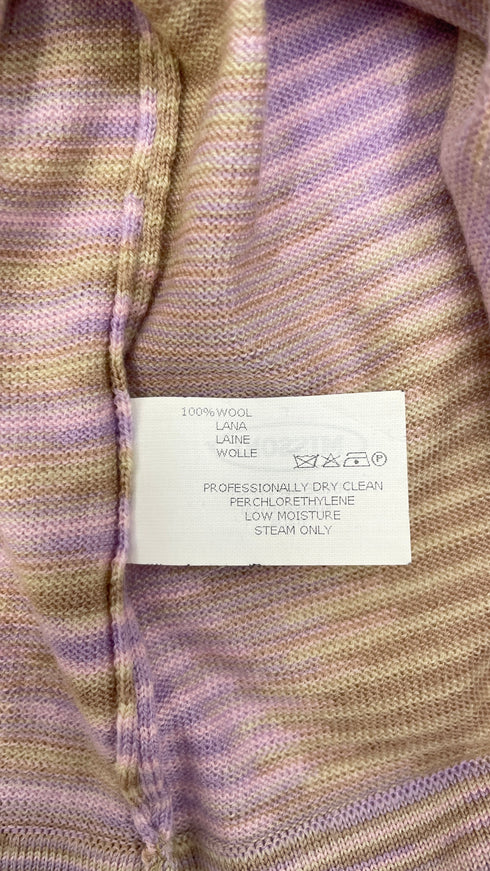 100% WOOL
LANA
LAINE
WOLLE
P
PROFESSIONALLY DRY CLEAN
PERCHLORETHYLENE
LOW MOISTURE
STEAM ONLY